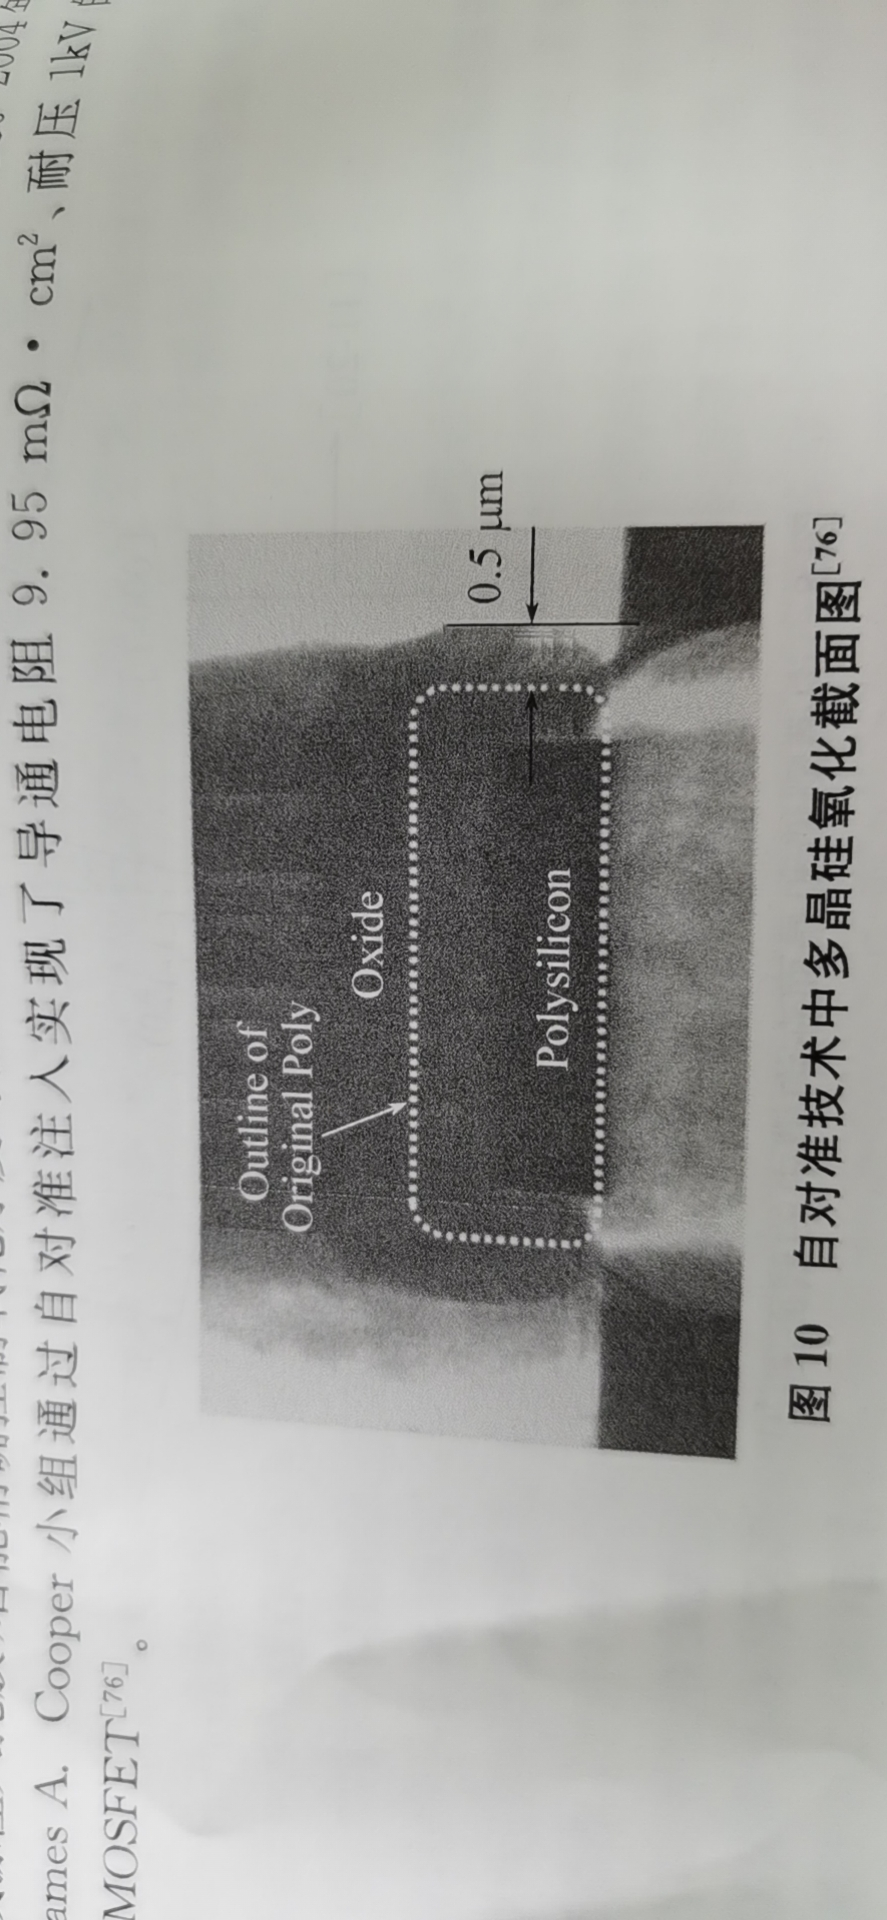 2004
ames A. Cooper 小组通过自对准注入实现了导通电阻 9.95 mΩ·cm²、耐压 1kV
MOSFET[76]。
Outline of
Original Poly
Oxide
0.5 μm
Polysilicon
图 10 自对准技术中多晶硅氧化截面图[76]